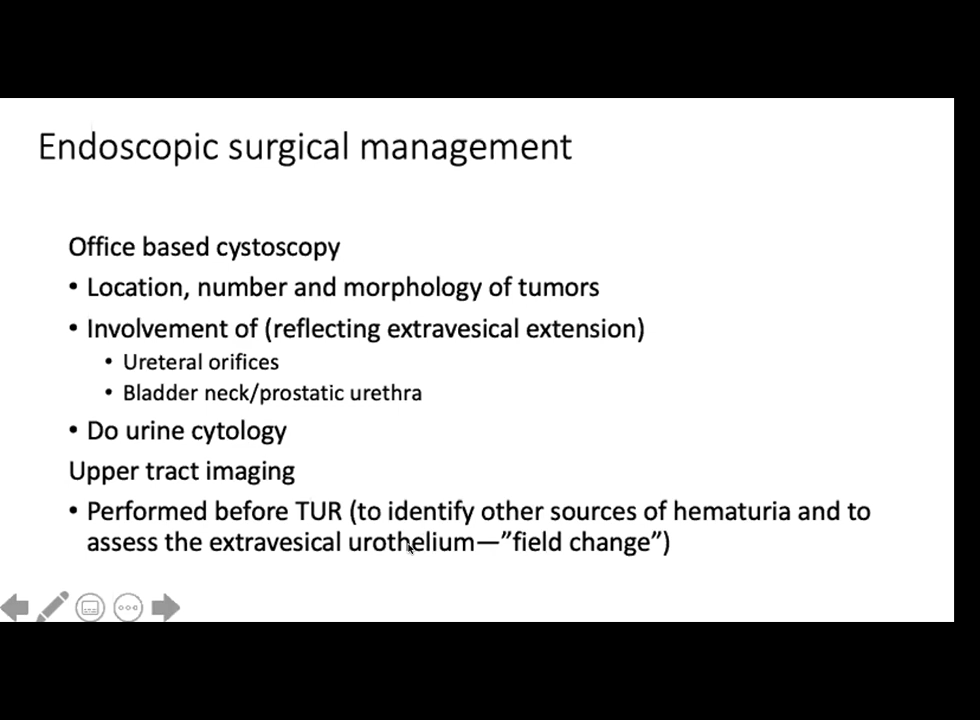 Endoscopic surgical management
Office based cystoscopy
• Location, number and morphology of tumors
• Involvement of (reflecting extravesical extension)
• Ureteral orifices
• Bladder neck/prostatic urethra
• Do urine cytology
Upper tract imaging
• Performed before TUR (to identify other sources of hematuria and to
assess the extravesical urothelium—”field change”)